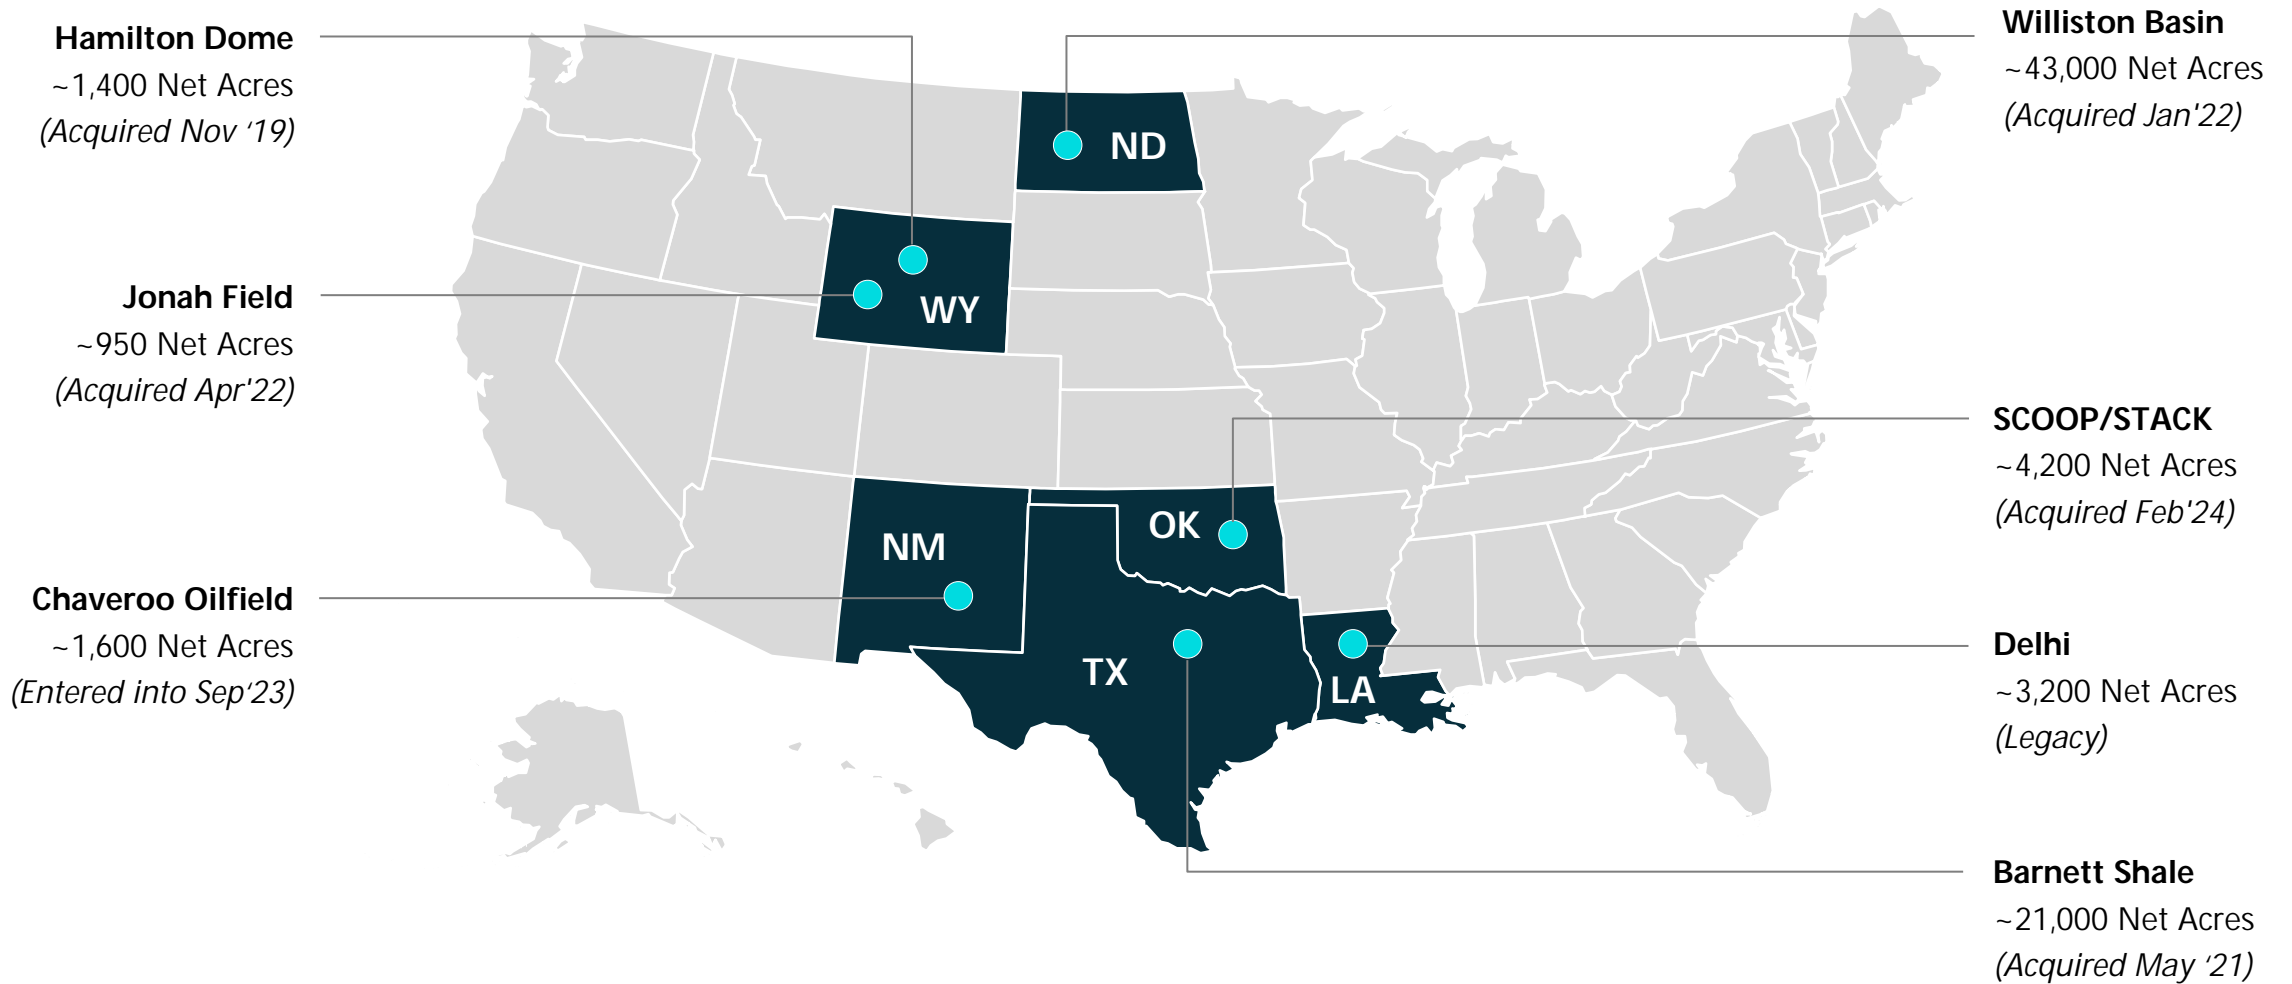 Hamilton Dome
~1,400 Net Acres
(Acquired Nov ‘19)
Jonah Field
~950 Net Acres
(Acquired Apr'22)
Chaveroo Oilfield
~1,600 Net Acres
(Entered into Sep‘23)
ND
WY
NM
OK
TX
LA
Williston Basin
~43,000 Net Acres
(Acquired Jan'22)
SCOOP/STACK
~4,200 Net Acres
(Acquired Feb'24)
Delhi
~3,200 Net Acres
(Legacy)
Barnett Shale
~21,000 Net Acres
(Acquired May ‘21)